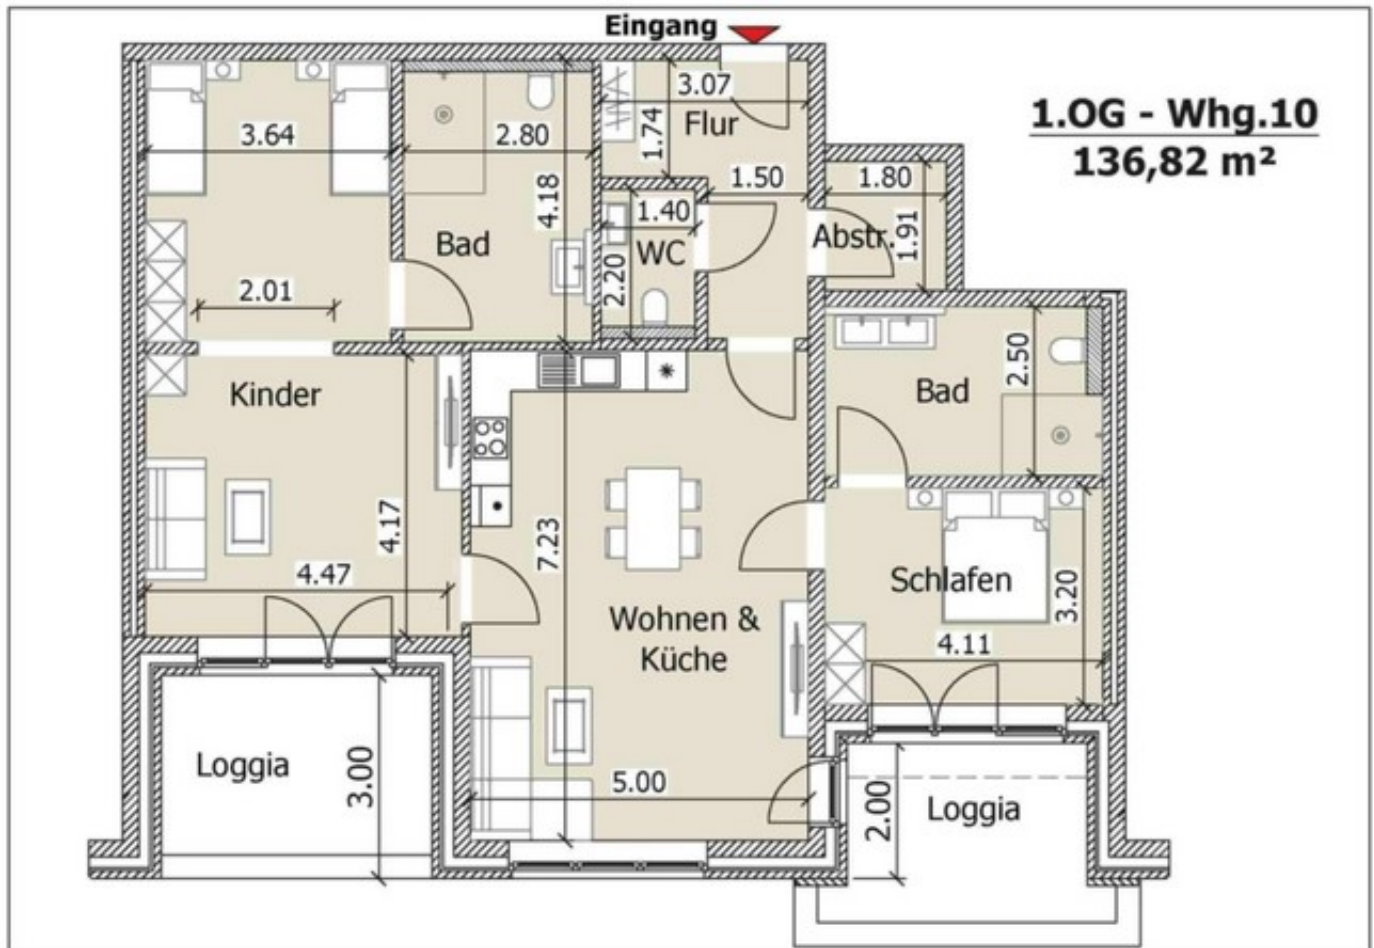 Eingang
1.OG - Whg.10
136,82 m²
3.07
Flur
1.74
3.64
2.80
4.18
1.50
1.80
1.40
Abstr.
1.91
Bad
WC
2.20
2.01
2.50
Kinder
Bad
4.17
7.23
4.47
Schlafen
3.20
Wohnen &
Küche
4.11
Loggia
3.00
5.00
2.00
Loggia